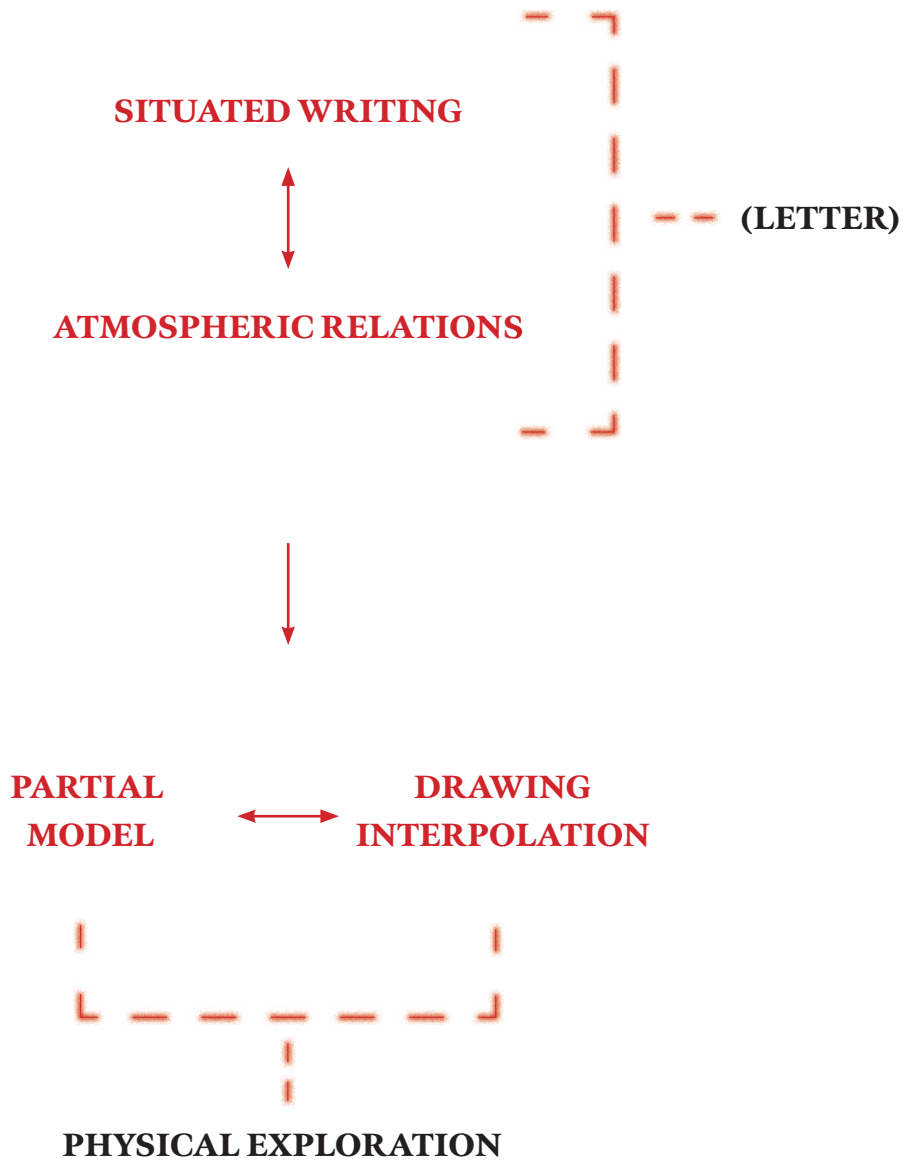 SITUATED WRITING
(LETTER)
ATMOSPHERIC RELATIONS
PARTIAL
MODEL
DRAWING
INTERPOLATION
PHYSICAL EXPLORATION